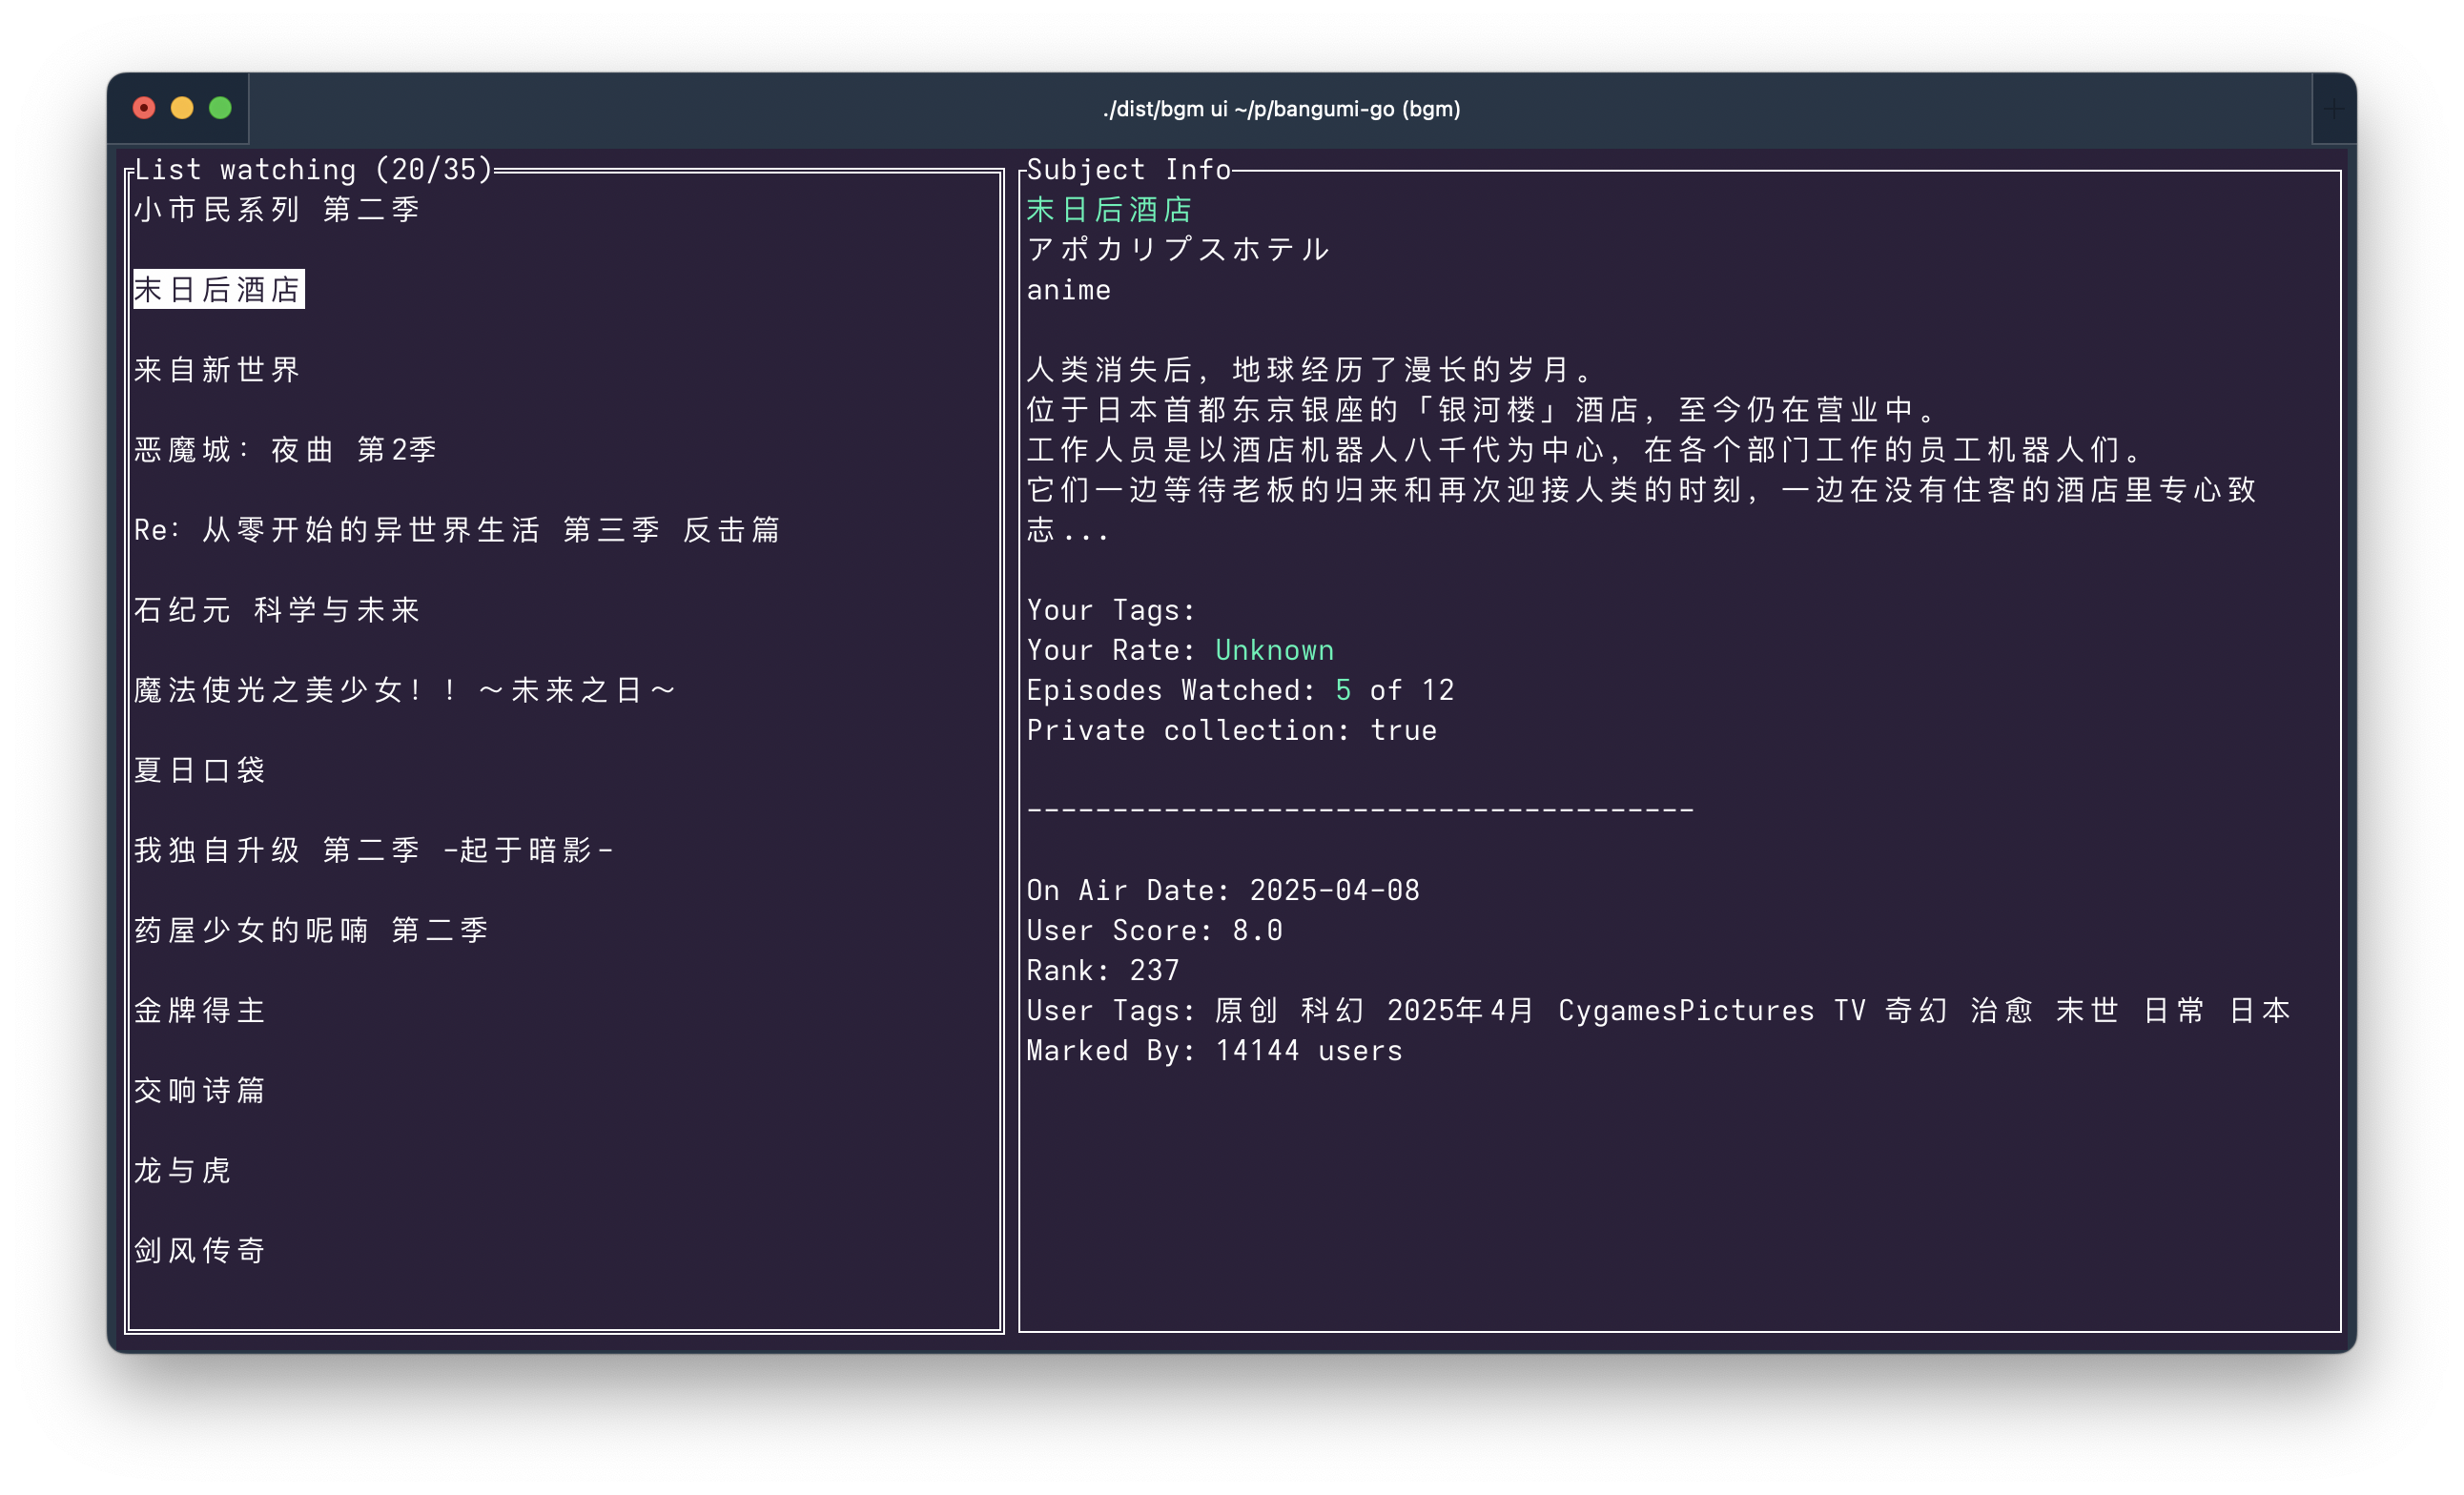 ./dist/bgm ui ~/p/bangumi-go (bgm)
List watching (20/35)
小市民系列 第二季
末日后酒店
来自新世界
恶魔城：夜曲 第2季
Re：从零开始的异世界生活 第三季 反击篇
石纪元 科学与未来
魔法使光之美少女！！～未来之日～
夏日口袋
我独自升级 第二季 -起于暗影-
药屋少女的呢喃 第二季
金牌得主
交响诗篇
龙与虎
剑风传奇
Subject Info
末日后酒店
アポカリプスホテル
anime
人类消失后，地球经历了漫长的岁月。
位于日本首都东京银座的「银河楼」酒店，至今仍在营业中。
工作人员是以酒店机器人八千代为中心，在各个部门工作的员工机器人们。
它们一边等待老板的归来和再次迎接人类的时刻，一边在没有住客的酒店里专心致
志...
Your Tags:
Your Rate: Unknown
Episodes Watched: 5 of 12
Private collection: true
---------------------------------------
On Air Date: 2025-04-08
User Score: 8.0
Rank: 237
User Tags: 原创 科幻 2025年4月 CygamesPictures TV 奇幻 治愈 末世 日常 日本
Marked By: 14144 users